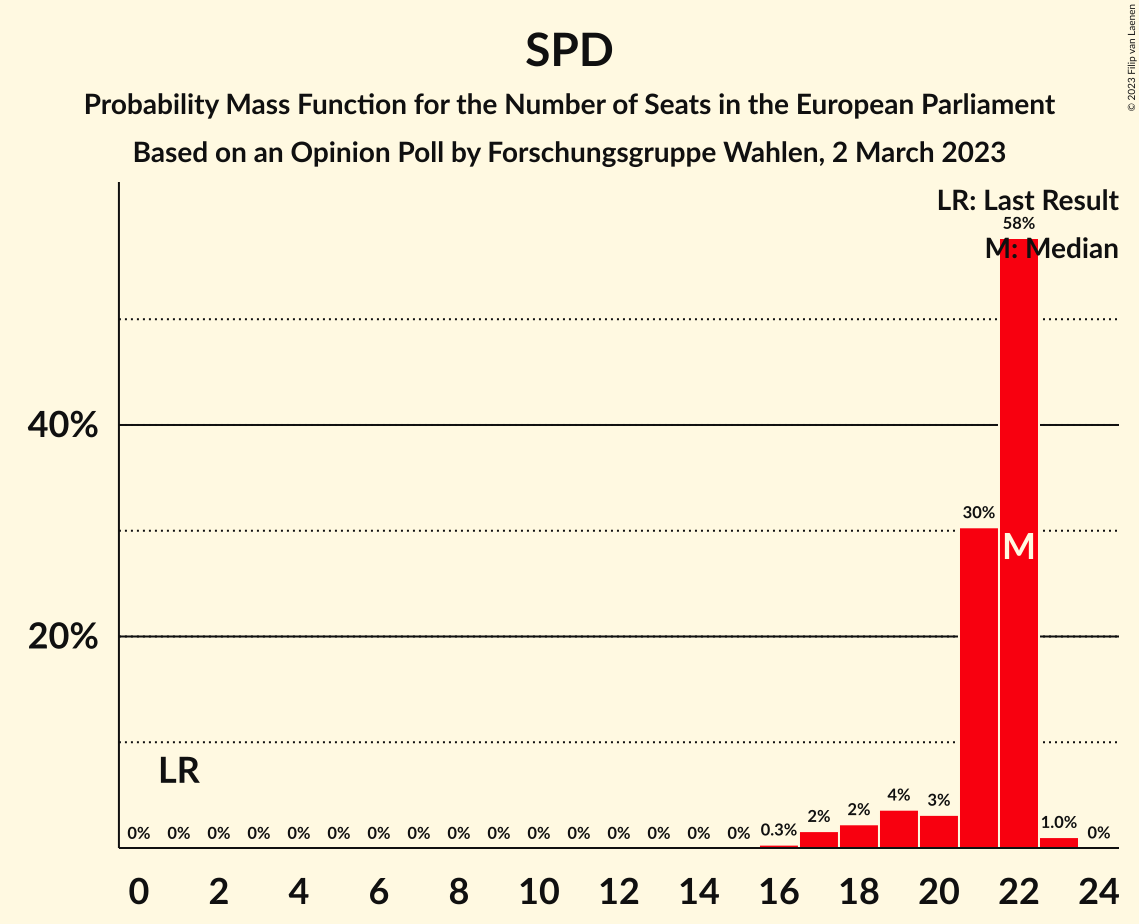 SPD
Probability Mass Function for the Number of Seats in the European Parliament
Based on an Opinion Poll by Forschungsgruppe Wahlen, 2 March 2023
© 2023 Filip van Laenen
LR: Last Result
58%
M: Median
40%
30%
M
20%
LR
0% 0% 0% 0% 0% 0% 0% 0% 0% 0% 0% 0% 0% 0% 0% 0% 0.3% 2% 2% 4% 3% 1.0% 0%
0 2 4 6 8 10 12 14 16 18 20 22 24